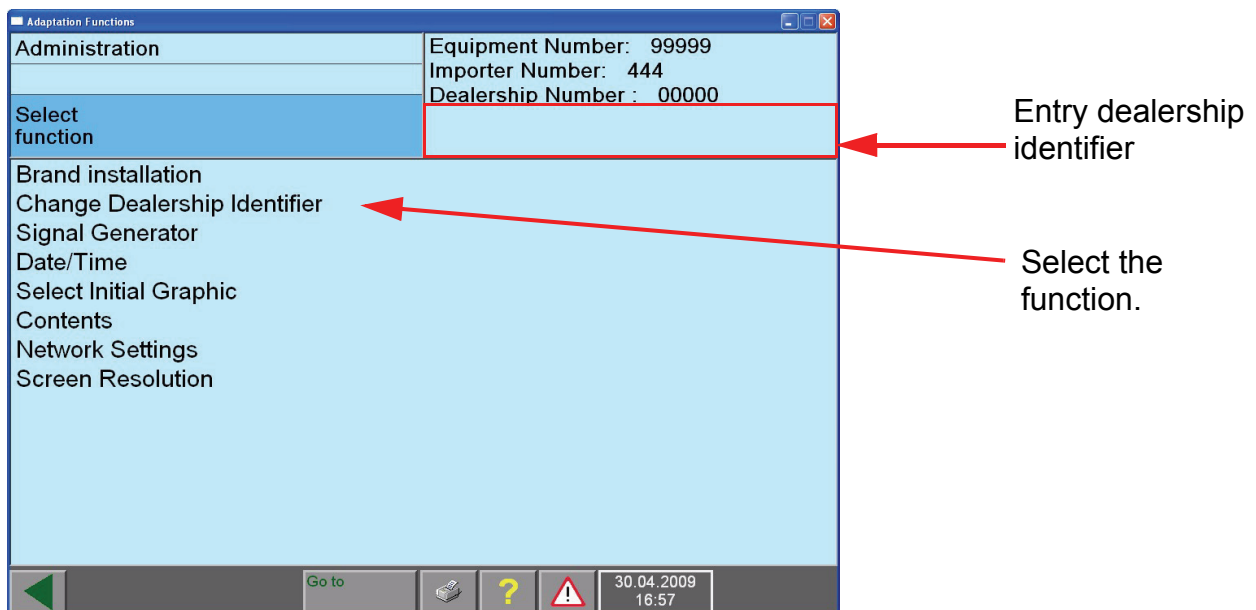 Adaptation Functions
Administration
Equipment Number: 99999
Importer Number: 444
Dealership Number : 00000
Select
function
Entry dealership
identifier
Brand installation
Change Dealership Identifier
Signal Generator
Date/Time
Select Initial Graphic
Contents
Network Settings
Screen Resolution
Select the
function.
Go to
?
!
30.04.2009
16:57